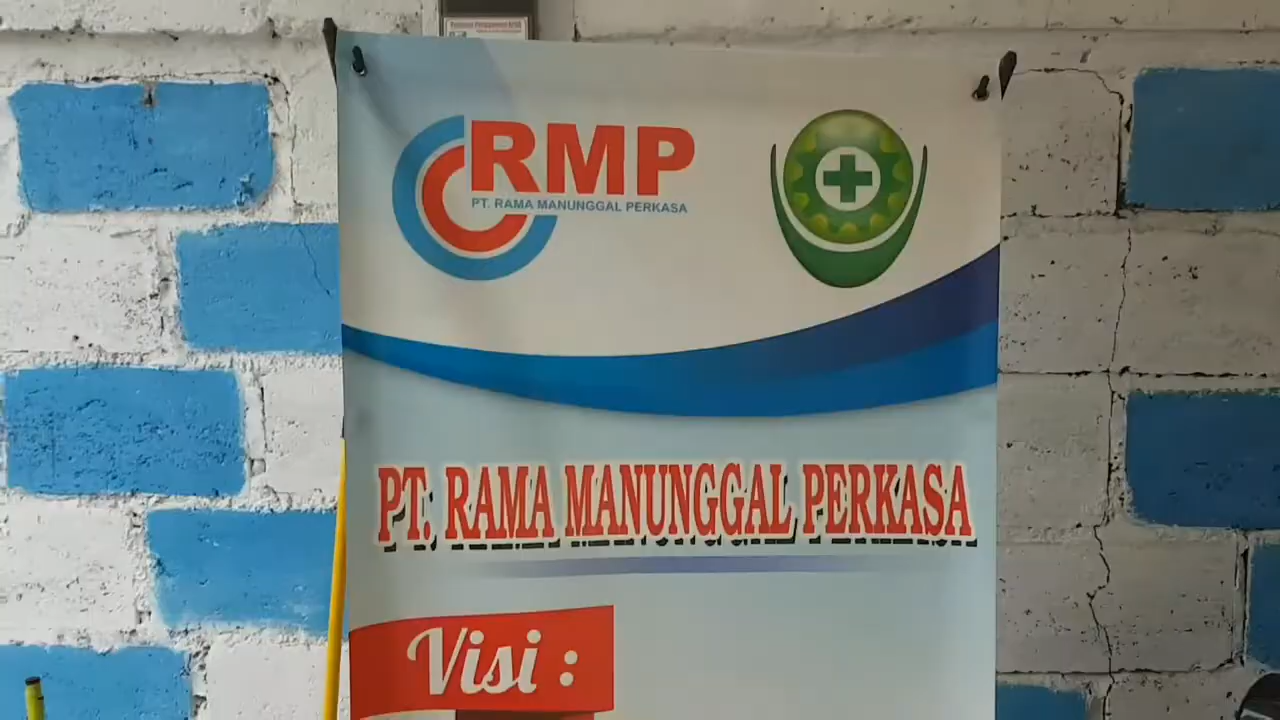 RMP
PT. RAMA MANUNGGAL PERKASA
PT. RAMA MANUNGGAL PERKASA
Visi :